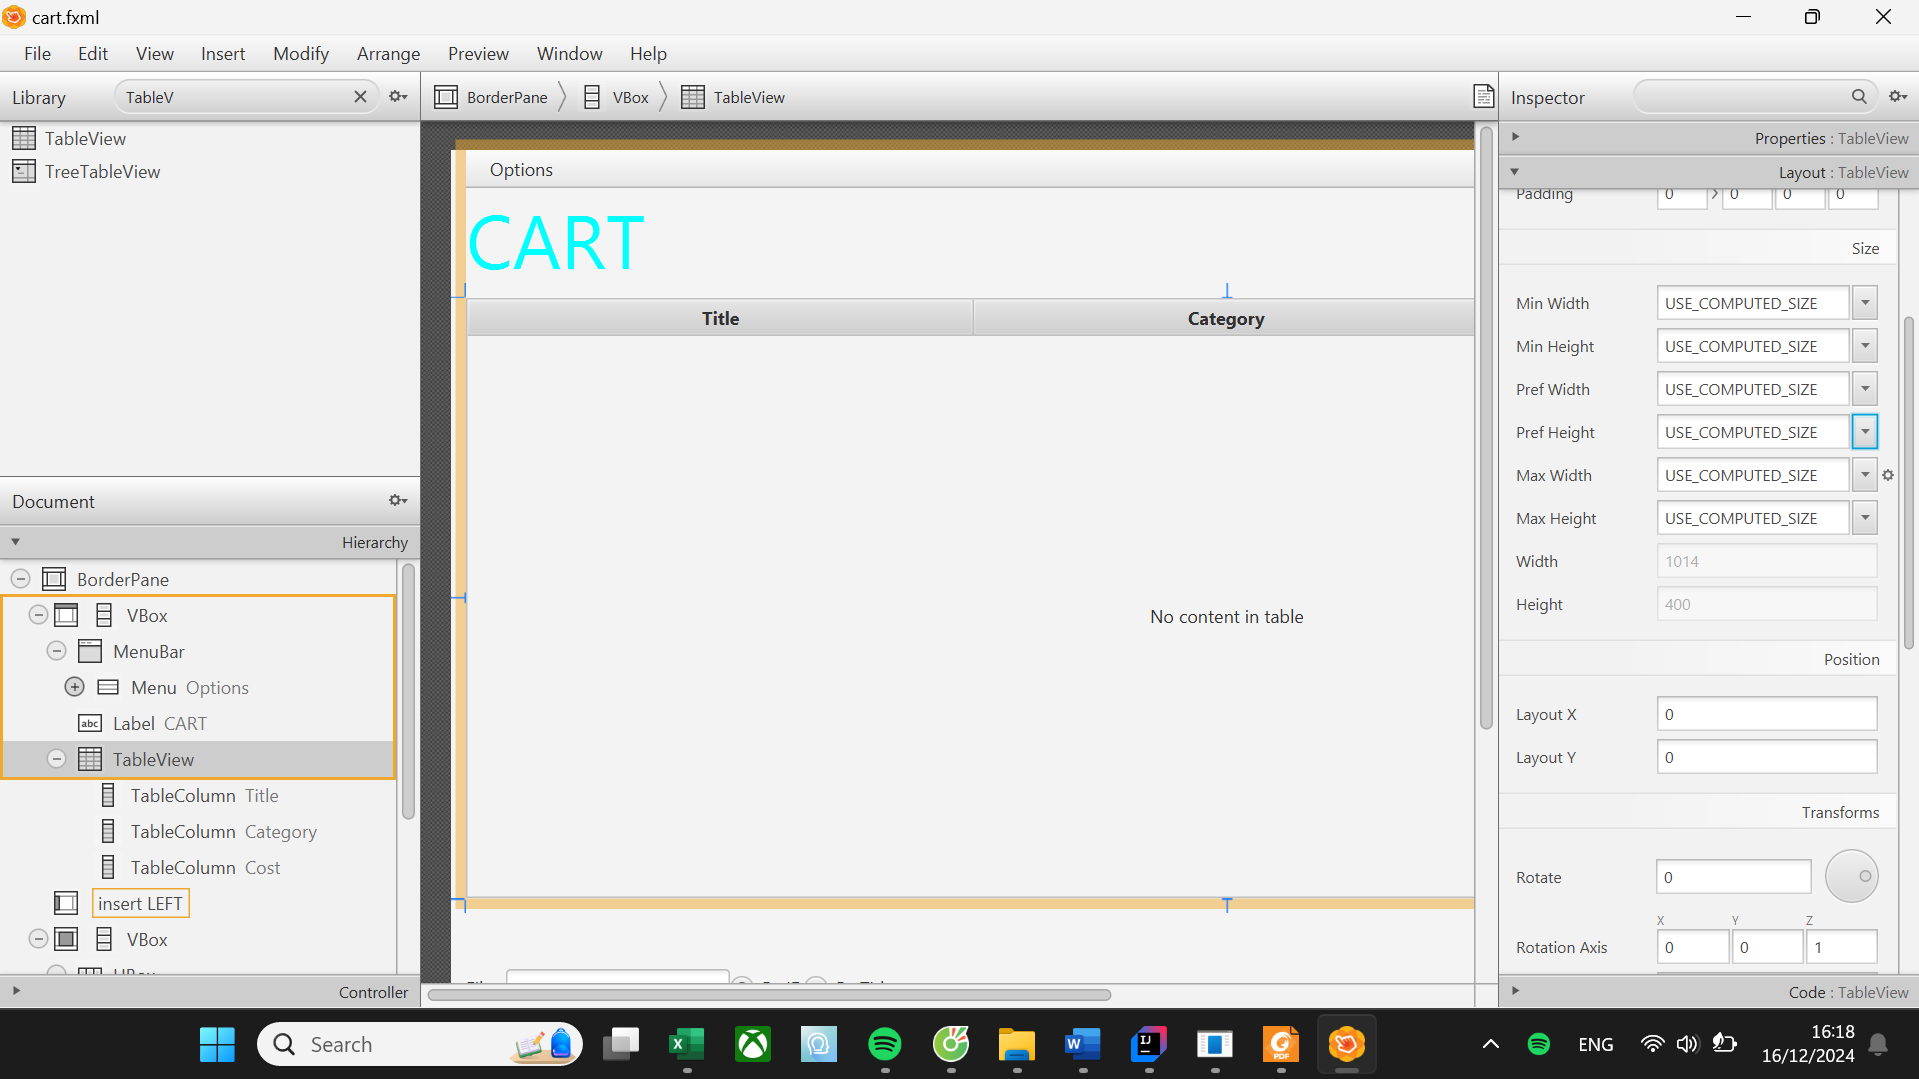 cart.fxml
File Edit View Insert Modify Arrange Preview Window Help
Library TableV
TableView
TreeTableView
BorderPane VBox TableView
Options
CART
Title Category
No content in table
Document
Hierarchy
BorderPane
VBox
MenuBar
Menu Options
abc Label CART
TableView
TableColumn Title
TableColumn Category
TableColumn Cost
insert LEFT
VBox
HBox
Controller
Inspector
Properties : TableView
Layout : TableView
Padding 0 0 0 0
Size
Min Width USE_COMPUTED_SIZE
Min Height USE_COMPUTED_SIZE
Pref Width USE_COMPUTED_SIZE
Pref Height USE_COMPUTED_SIZE
Max Width USE_COMPUTED_SIZE
Max Height USE_COMPUTED_SIZE
Width 1014
Height 400
Position
Layout X 0
Layout Y 0
Transforms
Rotate 0
X Y Z
Rotation Axis 0 0 1
Code : TableView
Search
ENG
16:18
16/12/2024